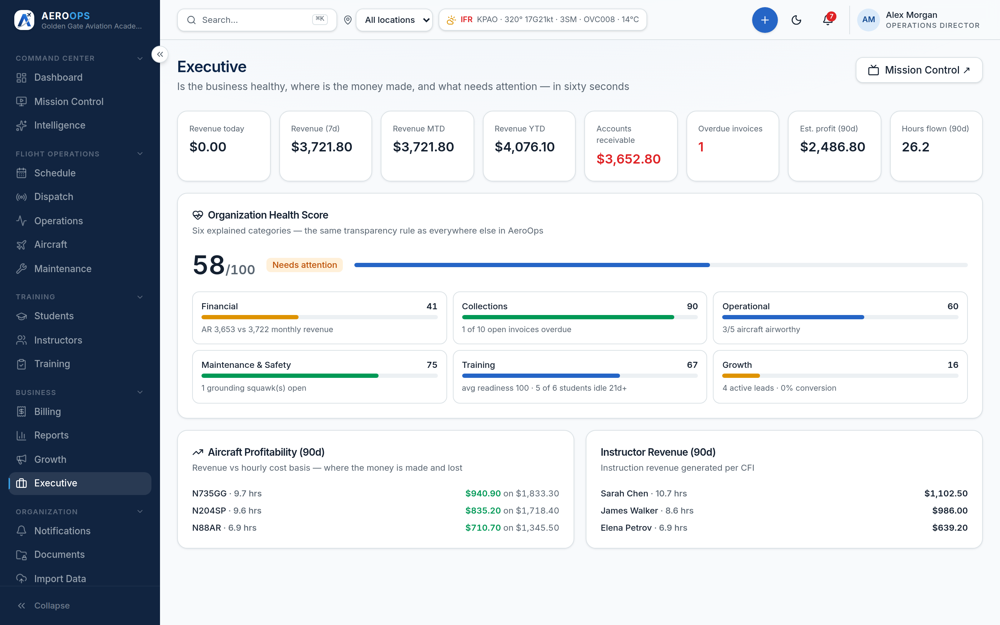 AEROOPS
Golden Gate Aviation Acade...
COMMAND CENTER
Dashboard
Mission Control
Intelligence
FLIGHT OPERATIONS
Schedule
Dispatch
Operations
Aircraft
Maintenance
TRAINING
Students
Instructors
Training
BUSINESS
Billing
Reports
Growth
Executive
ORGANIZATION
Notifications
Documents
Import Data
Collapse
Search... ⌘K
All locations
IFR KPAO · 320° 17G21kt · 3SM · OVC008 · 14°C
7
AM
Alex Morgan
OPERATIONS DIRECTOR
Executive
Is the business healthy, where is the money made, and what needs attention — in sixty seconds
Mission Control ↗
Revenue today
$0.00
Revenue (7d)
$3,721.80
Revenue MTD
$3,721.80
Revenue YTD
$4,076.10
Accounts
receivable
$3,652.80
Overdue invoices
1
Est. profit (90d)
$2,486.80
Hours flown (90d)
26.2
Organization Health Score
Six explained categories — the same transparency rule as everywhere else in AeroOps
58/100 Needs attention
Financial 41
AR 3,653 vs 3,722 monthly revenue
Collections 90
1 of 10 open invoices overdue
Operational 60
3/5 aircraft airworthy
Maintenance & Safety 75
1 grounding squawk(s) open
Training 67
avg readiness 100 · 5 of 6 students idle 21d+
Growth 16
4 active leads · 0% conversion
Aircraft Profitability (90d)
Revenue vs hourly cost basis — where the money is made and lost
N735GG · 9.7 hrs $940.90 on $1,833.30
N204SP · 9.6 hrs $835.20 on $1,718.40
N88AR · 6.9 hrs $710.70 on $1,345.50
Instructor Revenue (90d)
Instruction revenue generated per CFI
Sarah Chen · 10.7 hrs $1,102.50
James Walker · 8.6 hrs $986.00
Elena Petrov · 6.9 hrs $639.20